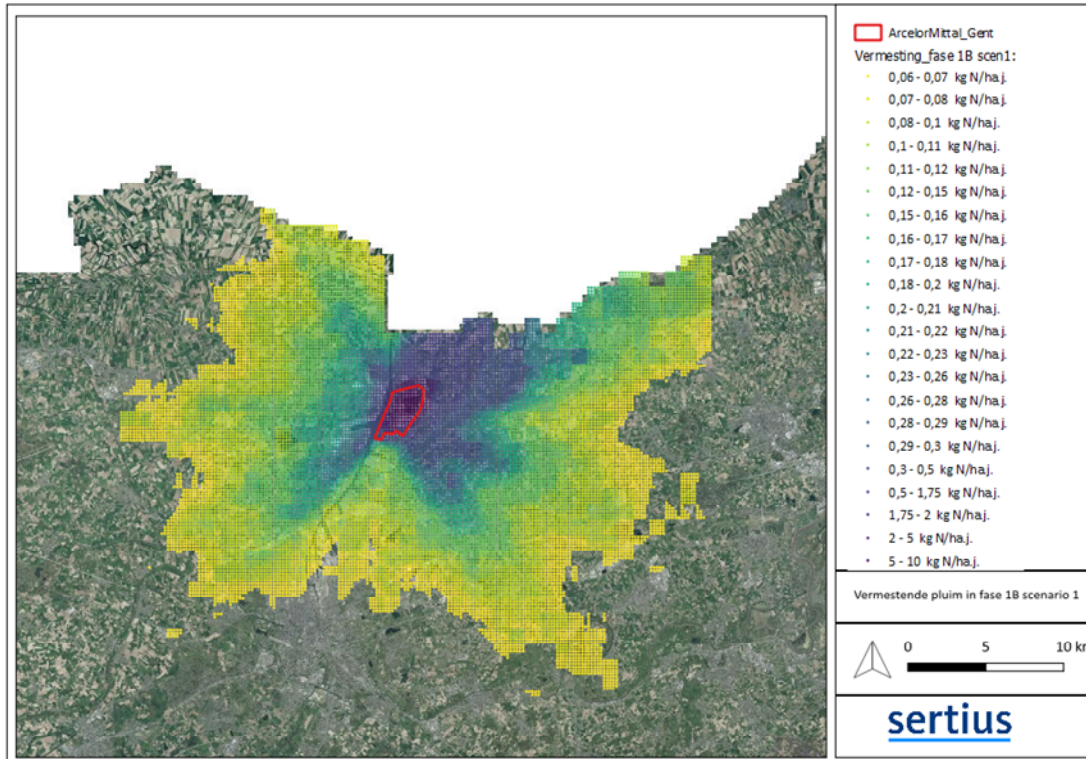 ArcelorMittal_Gent
Vermesting_fase 1B scen1:
0,06 - 0,07 kg N/ha.j.
0,07 - 0,08 kg N/ha.j.
0,08 - 0,1 kg N/ha.j.
0,1 - 0,11 kg N/ha.j.
0,11 - 0,12 kg N/ha.j.
0,12 - 0,15 kg N/ha.j.
0,15 - 0,16 kg N/ha.j.
0,16 - 0,17 kg N/ha.j.
0,17 - 0,18 kg N/ha.j.
0,18 - 0,2 kg N/ha.j.
0,2 - 0,21 kg N/ha.j.
0,21 - 0,22 kg N/ha.j.
0,22 - 0,23 kg N/ha.j.
0,23 - 0,26 kg N/ha.j.
0,26 - 0,28 kg N/ha.j.
0,28 - 0,29 kg N/ha.j.
0,29 - 0,3 kg N/ha.j.
0,3 - 0,5 kg N/ha.j.
0,5 - 1,75 kg N/ha.j.
1,75 - 2 kg N/ha.j.
2 - 5 kg N/ha.j.
5 - 10 kg N/ha.j.
Vermestende pluim in fase 1B scenario 1
0 5 10 km
sertius